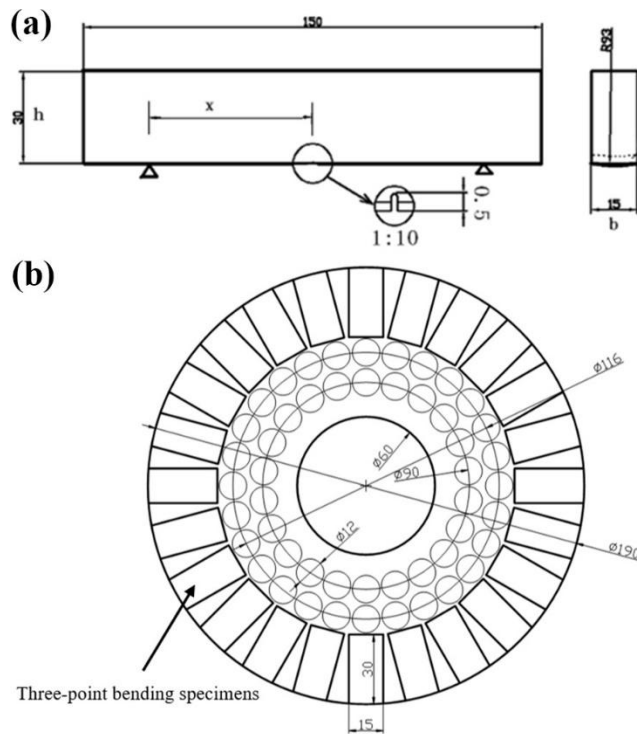 (a)
150
30
h
x
R93
0.5
15
b
1:10
(b)
ø116
ø60
ø90
ø12
ø190
Three-point bending specimens
30
15